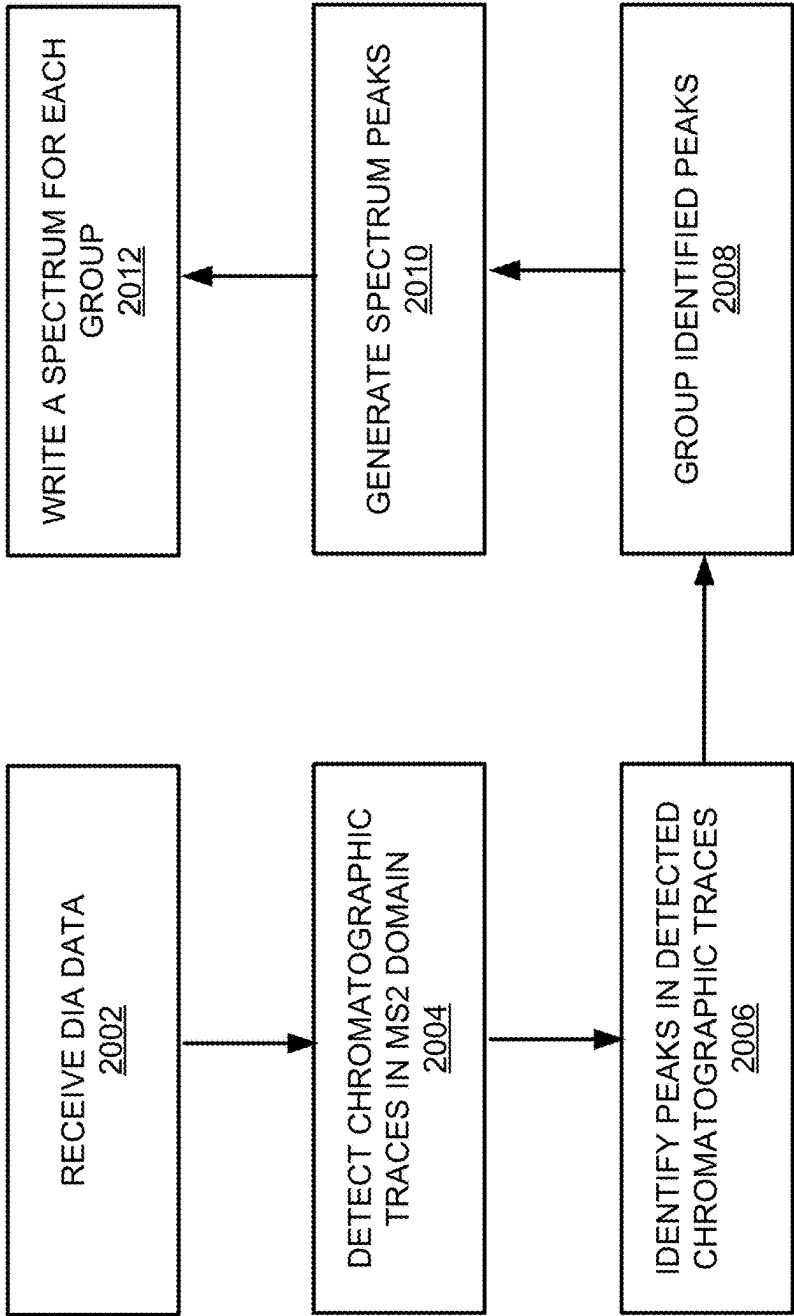 RECEIVE DIA DATA
2002
DETECT CHROMATOGRAPHIC
TRACES IN MS2 DOMAIN
2004
IDENTIFY PEAKS IN DETECTED
CHROMATOGRAPHIC TRACES
2006
GROUP IDENTIFIED PEAKS
2008
GENERATE SPECTRUM PEAKS
2010
WRITE A SPECTRUM FOR EACH
GROUP
2012